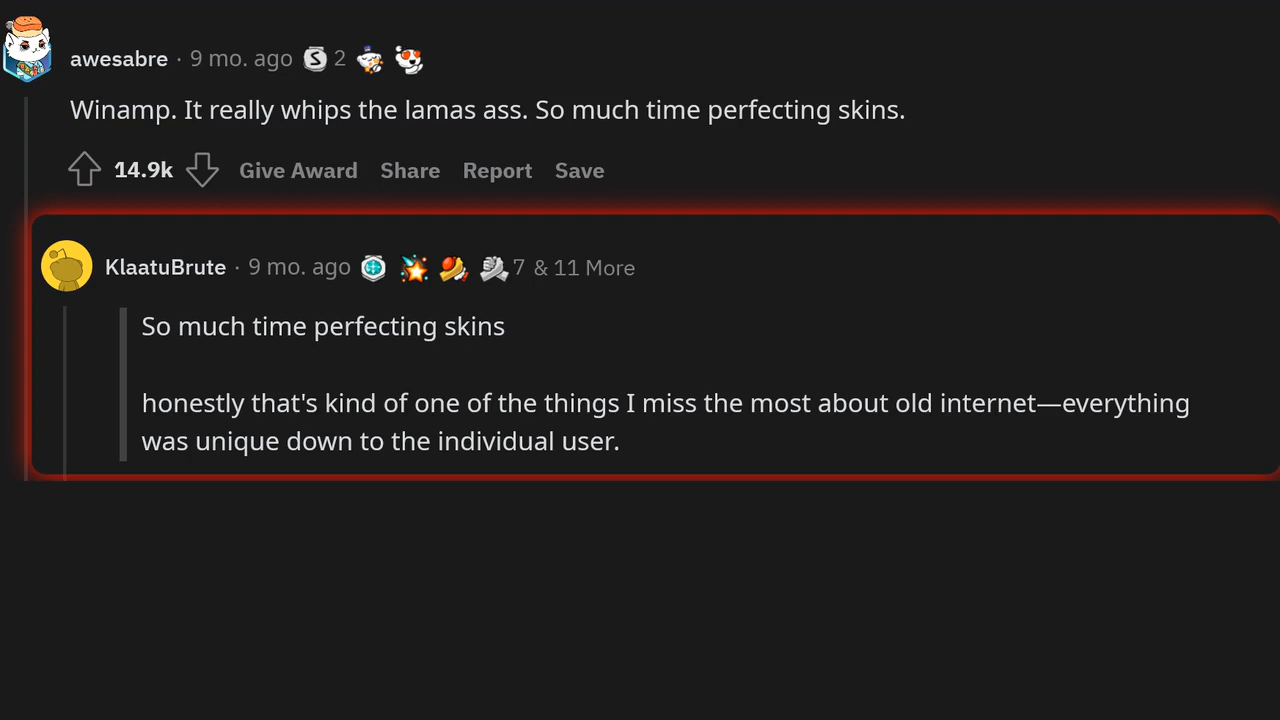 awesabre · 9 mo. ago 2
Winamp. It really whips the lamas ass. So much time perfecting skins.
14.9k Give Award Share Report Save
KlaatuBrute · 9 mo. ago 7 & 11 More
So much time perfecting skins
honestly that's kind of one of the things I miss the most about old internet—everything
was unique down to the individual user.